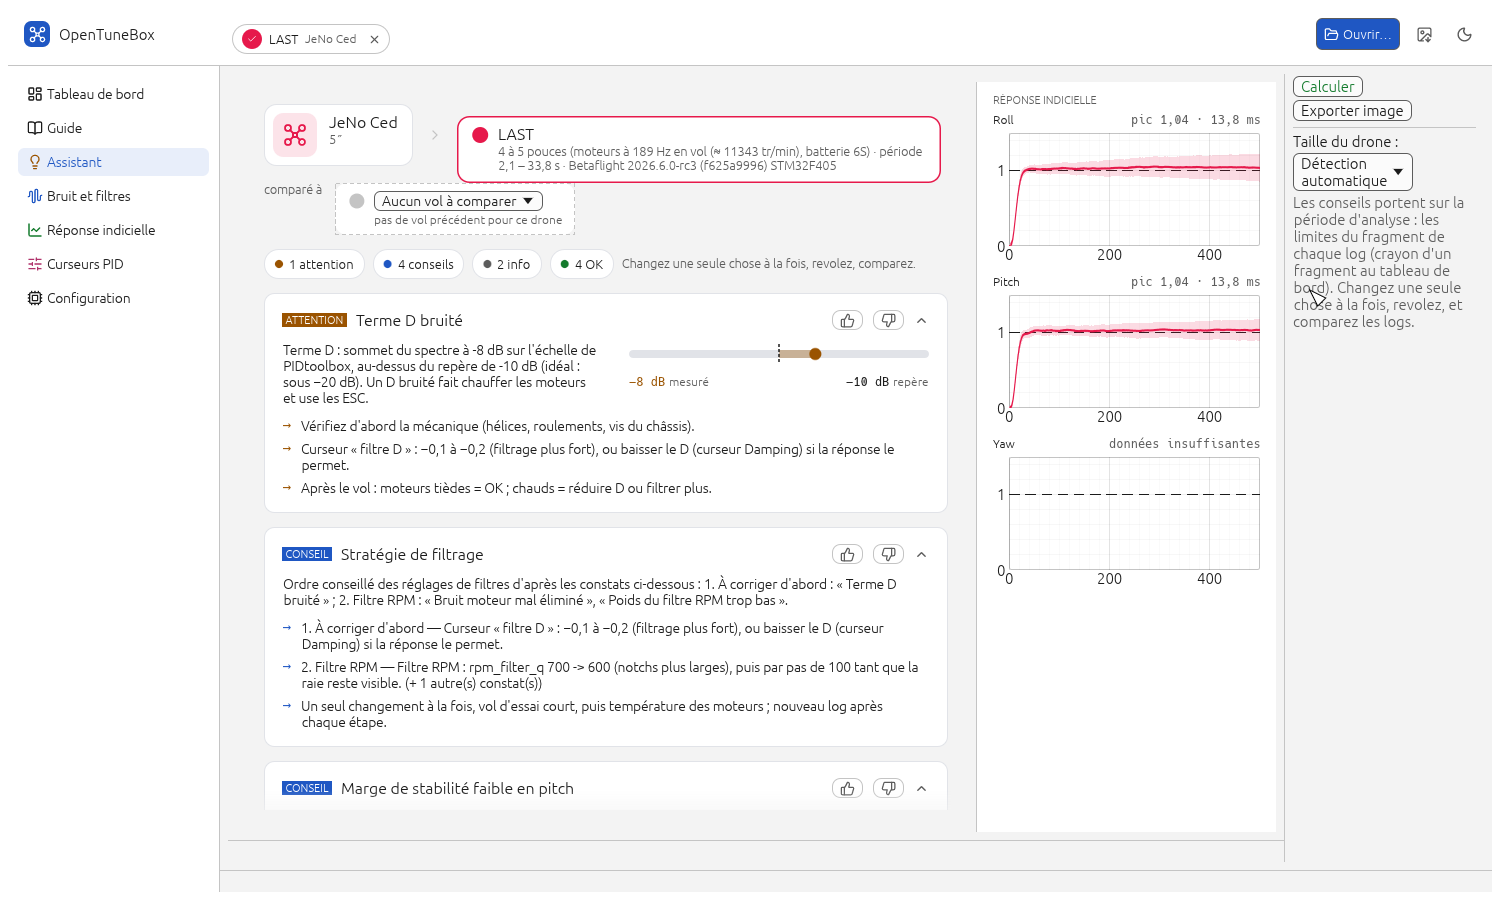 OpenTuneBox
LAST JeNo Ced
Ouvrir...
Tableau de bord
Guide
Assistant
Bruit et filtres
Réponse indicielle
Curseurs PID
Configuration
JeNo Ced
5″
LAST
4 à 5 pouces (moteurs à 189 Hz en vol (≈ 11343 tr/min), batterie 6S) · période
2,1 – 33,8 s · Betaflight 2026.6.0-rc3 (f625a9996) STM32F405
comparé à
Aucun vol à comparer
pas de vol précédent pour ce drone
1 attention
4 conseils
2 info
4 OK
Changez une seule chose à la fois, revolez, comparez.
ATTENTION Terme D bruité
Terme D : sommet du spectre à -8 dB sur l'échelle de
PIDtoolbox, au-dessus du repère de -10 dB (idéal :
sous −20 dB). Un D bruité fait chauffer les moteurs
et use les ESC.
−8 dB mesuré
−10 dB repère
→ Vérifiez d'abord la mécanique (hélices, roulements, vis du châssis).
→ Curseur « filtre D » : −0,1 à −0,2 (filtrage plus fort), ou baisser le D (curseur Damping) si la réponse le
permet.
→ Après le vol : moteurs tièdes = OK ; chauds = réduire D ou filtrer plus.
CONSEIL Stratégie de filtrage
Ordre conseillé des réglages de filtres d'après les constats ci-dessous : 1. À corriger d'abord : « Terme D
bruité » ; 2. Filtre RPM : « Bruit moteur mal éliminé », « Poids du filtre RPM trop bas ».
→ 1. À corriger d'abord — Curseur « filtre D » : −0,1 à −0,2 (filtrage plus fort), ou baisser le D (curseur
Damping) si la réponse le permet.
→ 2. Filtre RPM — Filtre RPM : rpm_filter_q 700 -> 600 (notchs plus larges), puis par pas de 100 tant que la
raie reste visible. (+ 1 autre(s) constat(s))
→ Un seul changement à la fois, vol d'essai court, puis température des moteurs ; nouveau log après
chaque étape.
CONSEIL Marge de stabilité faible en pitch
RÉPONSE INDICIELLE
Roll pic 1,04 · 13,8 ms
1
0
0 200 400
Pitch pic 1,04 · 13,8 ms
1
0
0 200 400
Yaw données insuffisantes
1
0
0 200 400
Calculer
Exporter image
Taille du drone :
Détection
automatique
Les conseils portent sur la
période d'analyse : les
limites du fragment de
chaque log (crayon d'un
fragment au tableau de
bord). Changez une seule
chose à la fois, revolez, et
comparez les logs.